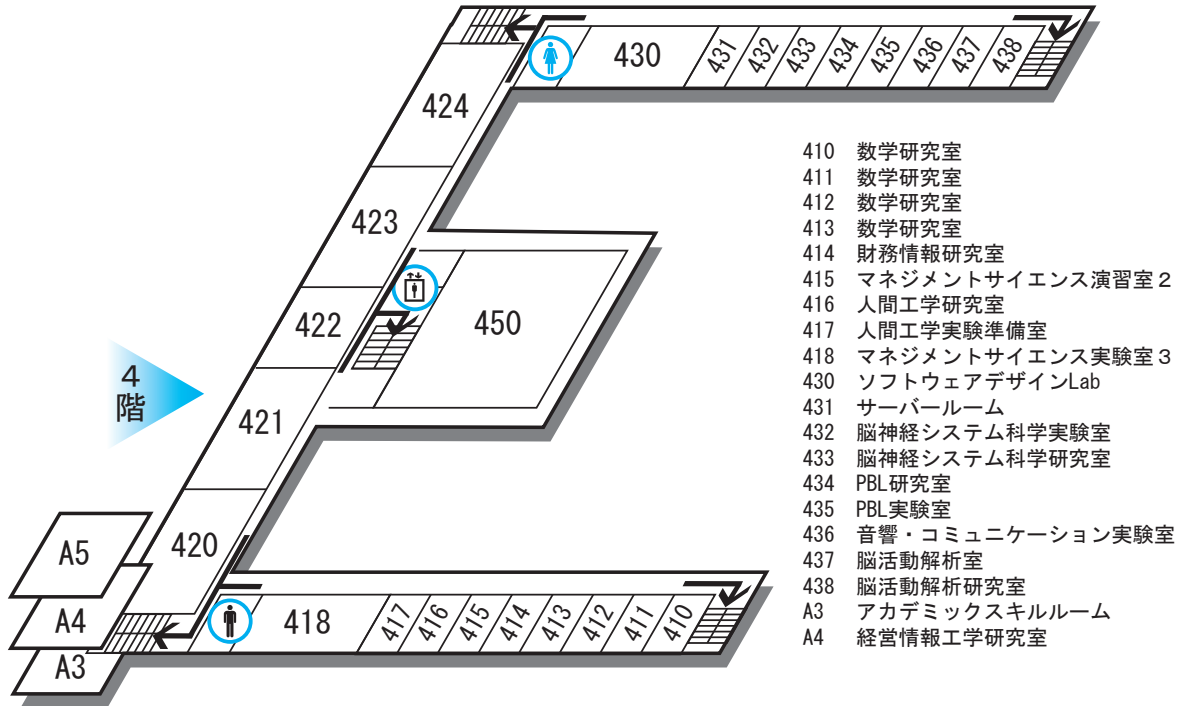 430
431
432
433
434
435
436
437
438
424
423
422
450
421
420
4
階
A5
A4
A3
418
417
416
415
414
413
412
411
410
410 数学研究室
411 数学研究室
412 数学研究室
413 数学研究室
414 財務情報研究室
415 マネジメントサイエンス演習室2
416 人間工学研究室
417 人間工学実験準備室
418 マネジメントサイエンス実験室3
430 ソフトウェアデザインLab
431 サーバールーム
432 脳神経システム科学実験室
433 脳神経システム科学研究室
434 PBL研究室
435 PBL実験室
436 音響・コミュニケーション実験室
437 脳活動解析室
438 脳活動解析研究室
A3 アカデミックスキルルーム
A4 経営情報工学研究室